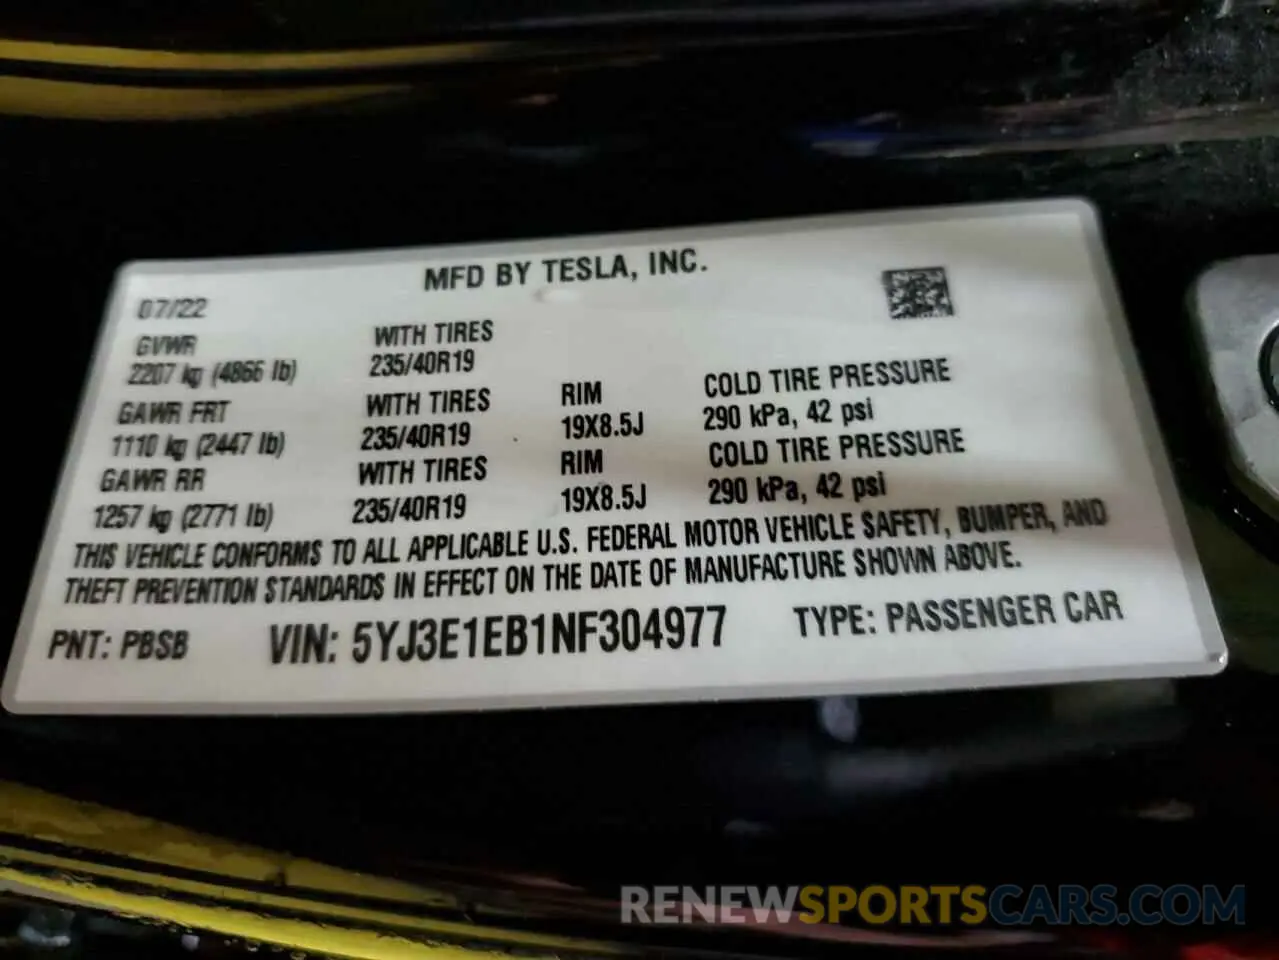 MFD BY TESLA, INC.
07/22
GVWR
2207 kg (4866 lb)
WITH TIRES
235/40R19
GAWR FRT
1110 kg (2447 lb)
WITH TIRES
235/40R19
RIM
19X8.5J
COLD TIRE PRESSURE
290 kPa, 42 psi
GAWR RR
1257 kg (2771 lb)
WITH TIRES
235/40R19
RIM
19X8.5J
COLD TIRE PRESSURE
290 kPa, 42 psi
THIS VEHICLE CONFORMS TO ALL APPLICABLE U.S. FEDERAL MOTOR VEHICLE SAFETY, BUMPER, AND
THEFT PREVENTION STANDARDS IN EFFECT ON THE DATE OF MANUFACTURE SHOWN ABOVE.
PNT: PBSB VIN: 5YJ3E1EB1NF304977 TYPE: PASSENGER CAR
RENEWSPORTSCARS.COM